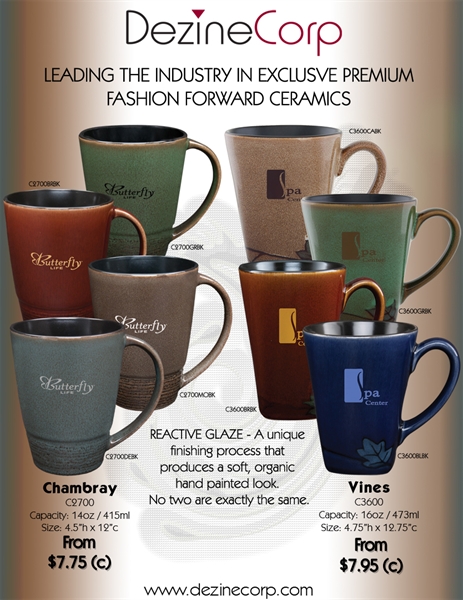 DezineCorp
LEADING THE INDUSTRY IN EXCLUSVE PREMIUM
FASHION FORWARD CERAMICS
C3600CABK
C2700BRBK
Butterfly
LIFE
Spa
Center
C2700GRBK
Butterfly
LIFE
Spa
Center
C3600GRBK
Butterfly
LIFE
Spa
Center
C2700MOBK
Butterfly
LIFE
Spa
Center
C3600BRBK
C2700DEBK
C3600BLBK
REACTIVE GLAZE - A unique
finishing process that
produces a soft, organic
hand painted look.
No two are exactly the same.
Chambray
C2700
Capacity: 14oz / 415ml
Size: 4.5"h x 12"c
From
$7.75 (c)
Vines
C3600
Capacity: 16oz / 473ml
Size: 4.75"h x 12.75"c
From
$7.95 (c)
www.dezinecorp.com